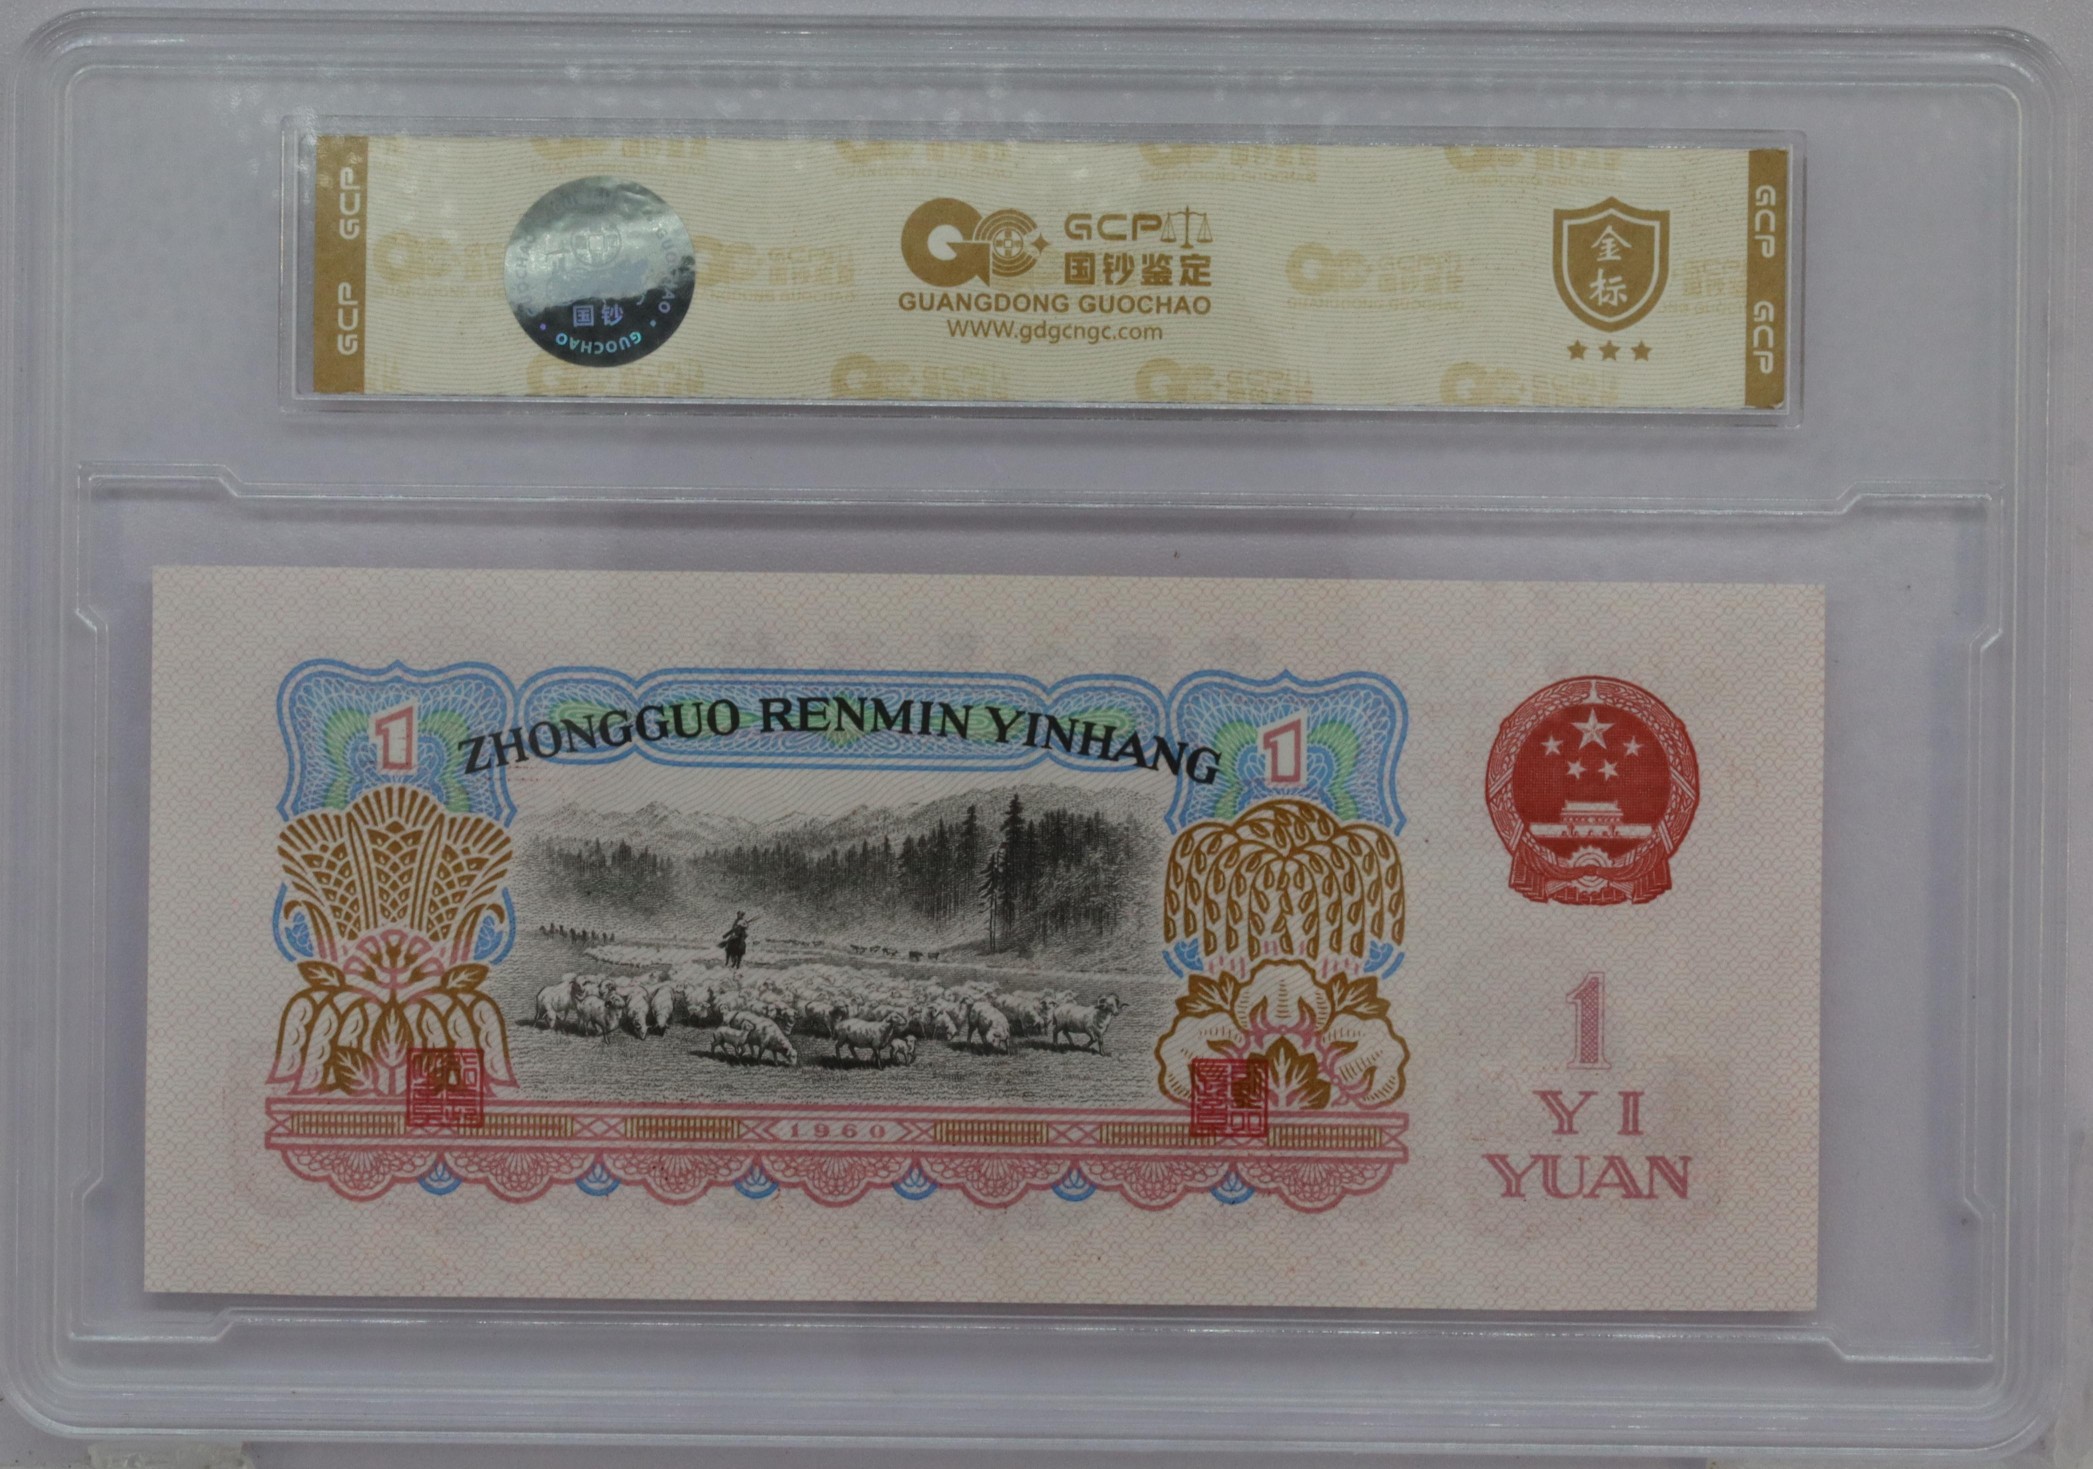 GCP GCP
国钞
GUOCHAO
GCP
国钞鉴定
GUANGDONG GUOCHAO
WWW.gdgcngc.com
金标
GCP GCP
1
ZHONGGUO RENMIN YINHANG
1
1960
1
YI
YUAN